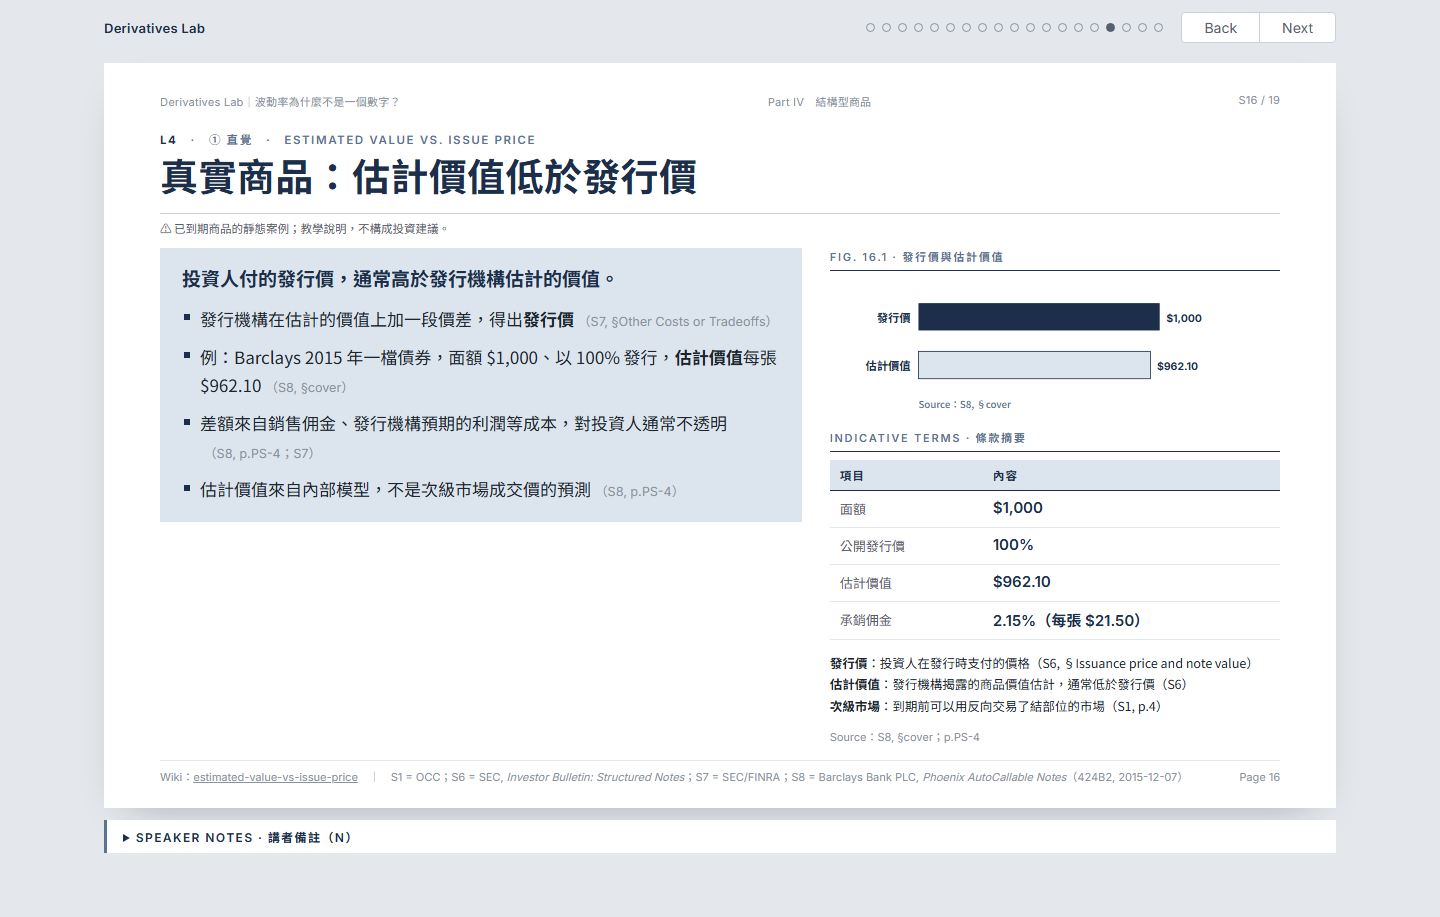 Derivatives Lab
Back
Next
Derivatives Lab｜波動率為什麼不是一個數字？
Part IV　結構型商品
S16 / 19
L4 · ① 直覺 · ESTIMATED VALUE VS. ISSUE PRICE
真實商品：估計價值低於發行價
⚠ 已到期商品的靜態案例；教學說明，不構成投資建議。
投資人付的發行價，通常高於發行機構估計的價值。
發行機構在估計的價值上加一段價差，得出發行價（S7, §Other Costs or Tradeoffs）
例：Barclays 2015 年一檔債券，面額 $1,000、以 100% 發行，估計價值每張
$962.10（S8, §cover）
差額來自銷售佣金、發行機構預期的利潤等成本，對投資人通常不透明
（S8, p.PS-4；S7）
估計價值來自內部模型，不是次級市場成交價的預測（S8, p.PS-4）
FIG. 16.1 · 發行價與估計價值
發行價
$1,000
估計價值
$962.10
Source：S8, §cover
INDICATIVE TERMS · 條款摘要
項目 內容
面額 $1,000
公開發行價 100%
估計價值 $962.10
承銷佣金 2.15%（每張 $21.50）
發行價：投資人在發行時支付的價格（S6, §Issuance price and note value）
估計價值：發行機構揭露的商品價值估計，通常低於發行價（S6）
次級市場：到期前可以用反向交易了結部位的市場（S1, p.4）
Source：S8, §cover；p.PS-4
Wiki：estimated-value-vs-issue-price ｜ S1 = OCC；S6 = SEC, Investor Bulletin: Structured Notes；S7 = SEC/FINRA；S8 = Barclays Bank PLC, Phoenix AutoCallable Notes（424B2, 2015-12-07）
Page 16
▶ SPEAKER NOTES · 講者備註（N）